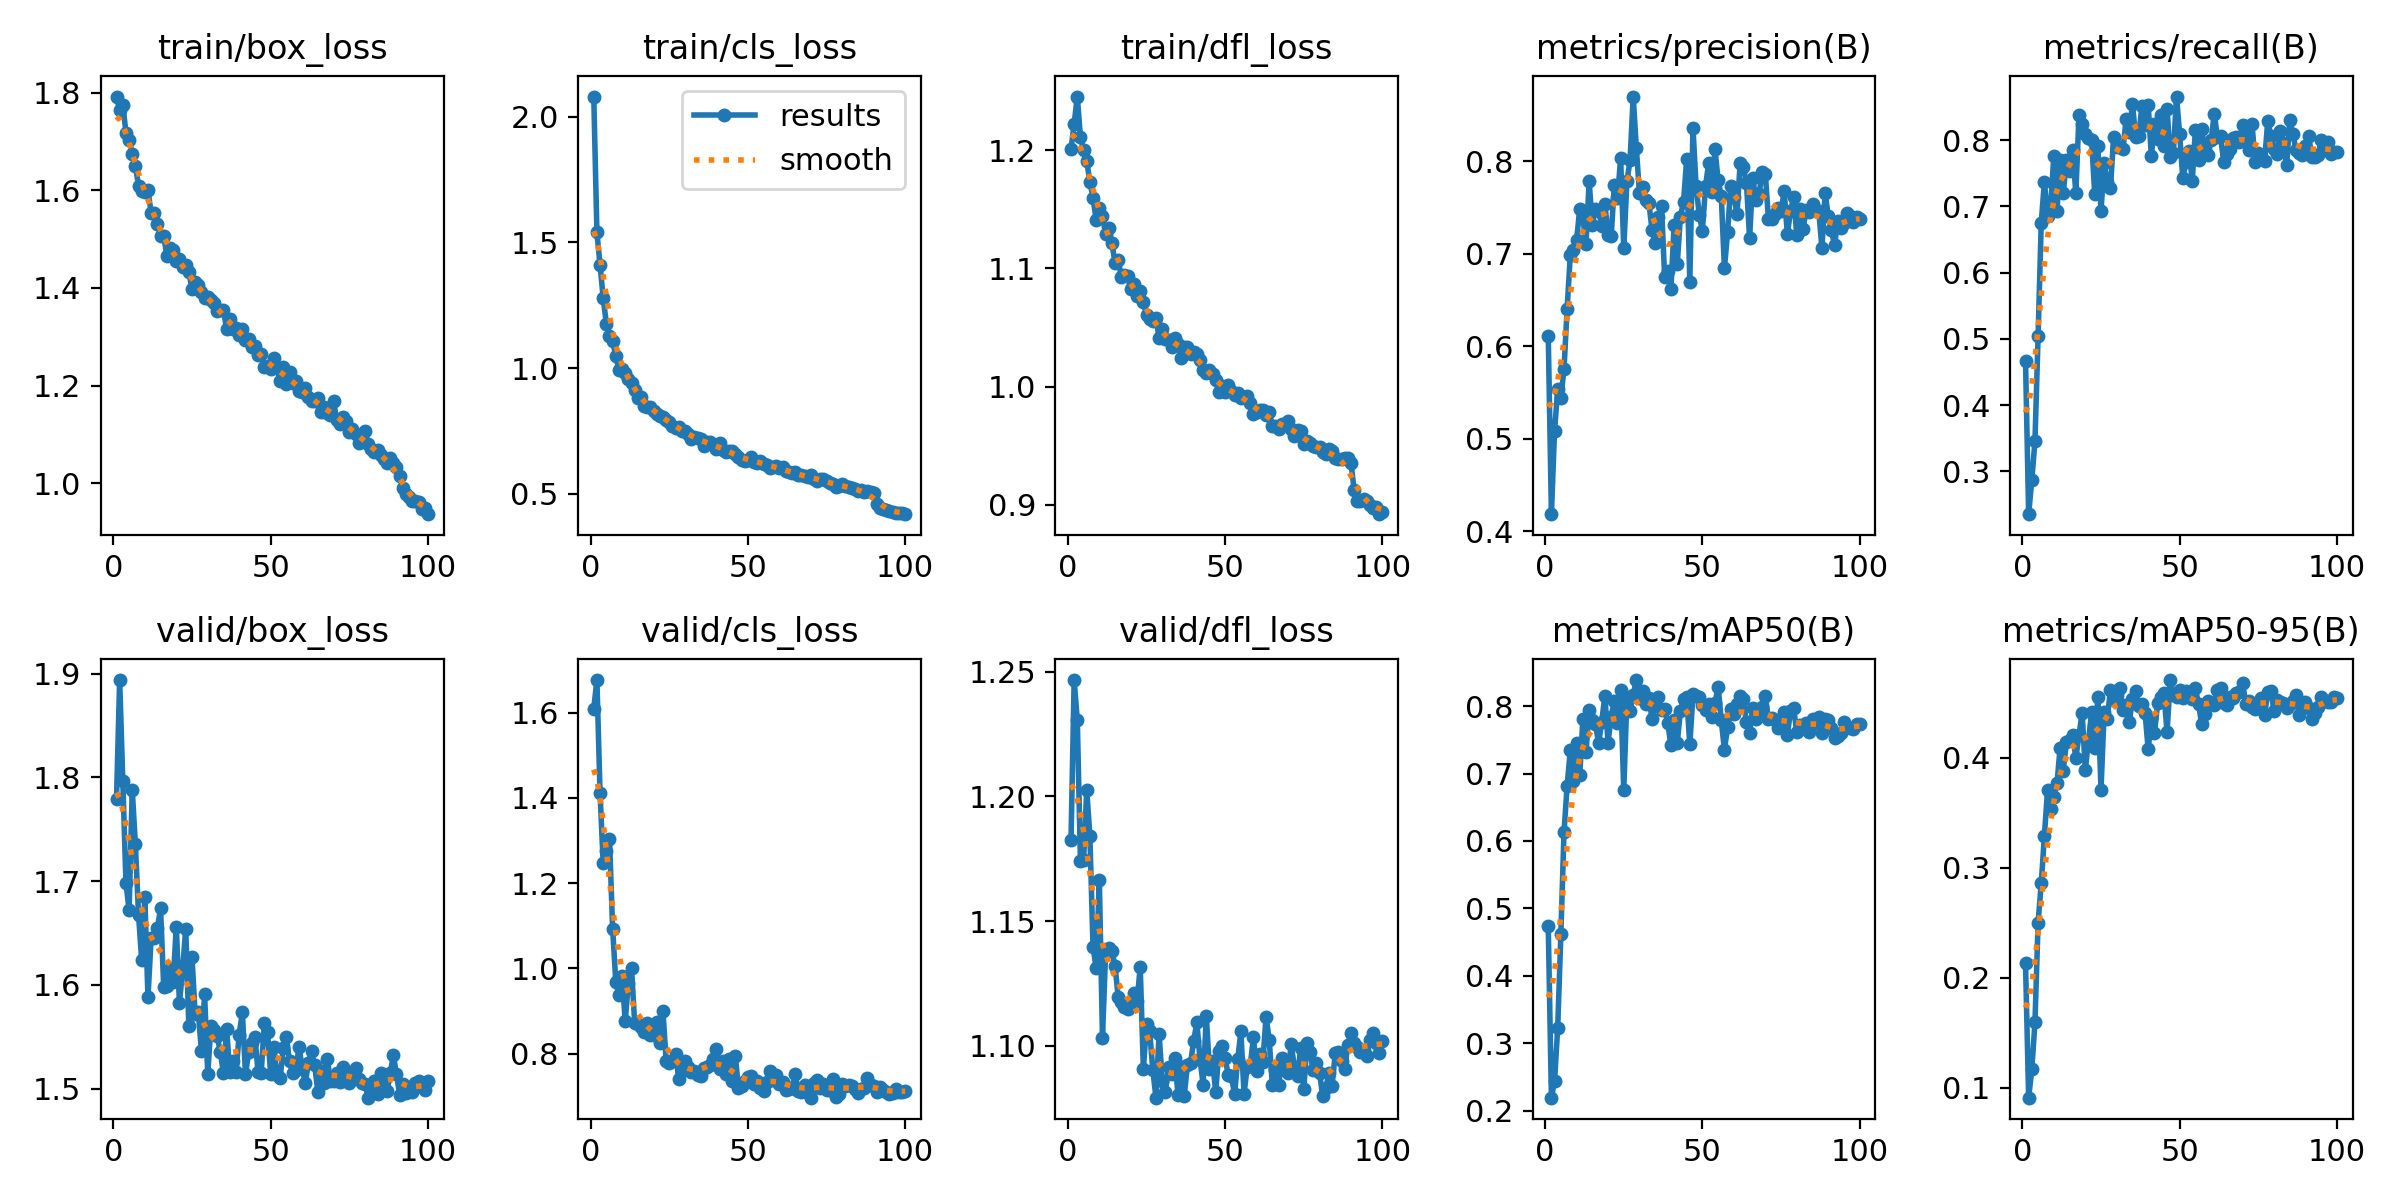 train/box_loss
1.8
1.6
1.4
1.2
1.0
0 50 100
train/cls_loss
results
smooth
2.0
1.5
1.0
0.5
0 50 100
train/dfl_loss
1.2
1.1
1.0
0.9
0 50 100
metrics/precision(B)
0.8
0.7
0.6
0.5
0.4
0 50 100
metrics/recall(B)
0.8
0.7
0.6
0.5
0.4
0.3
0 50 100
valid/box_loss
1.9
1.8
1.7
1.6
1.5
0 50 100
valid/cls_loss
1.6
1.4
1.2
1.0
0.8
0 50 100
valid/dfl_loss
1.25
1.20
1.15
1.10
0 50 100
metrics/mAP50(B)
0.8
0.7
0.6
0.5
0.4
0.3
0.2
0 50 100
metrics/mAP50-95(B)
0.4
0.3
0.2
0.1
0 50 100